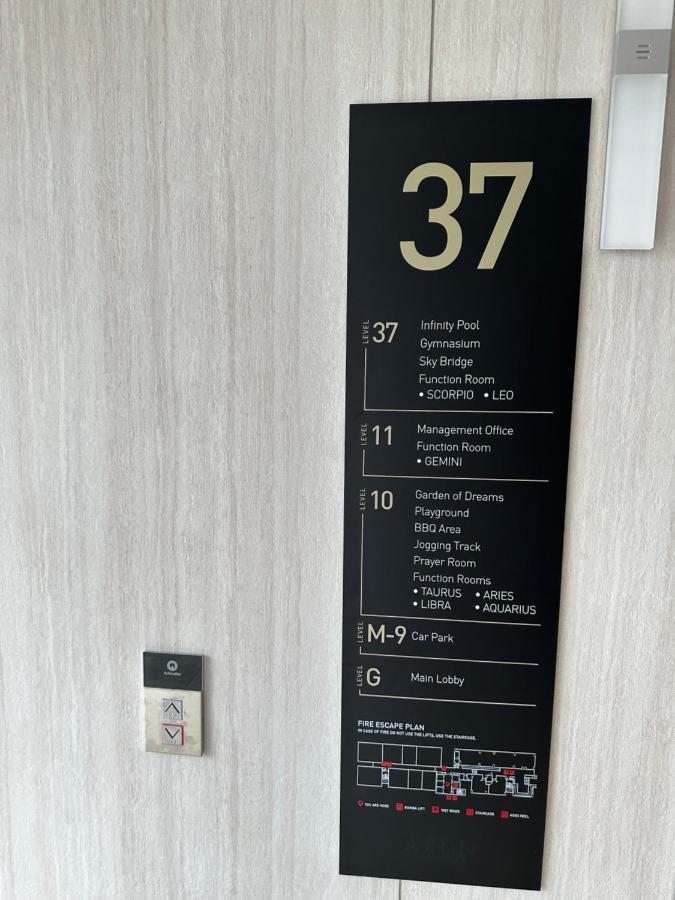 37
LEVEL 37 Infinity Pool
Gymnasium
Sky Bridge
Function Room
• SCORPIO • LEO
LEVEL 11 Management Office
Function Room
• GEMINI
LEVEL 10 Garden of Dreams
Playground
BBQ Area
Jogging Track
Prayer Room
Function Rooms
• TAURUS • ARIES
• LIBRA • AQUARIUS
LEVEL M-9 Car Park
LEVEL G Main Lobby
FIRE ESCAPE PLAN
IN CASE OF FIRE DO NOT USE THE LIFTS, USE THE STAIRCASE.
YOU ARE HERE BOMBA LIFT WET RISER STAIRCASE HOSE REEL
Schindler